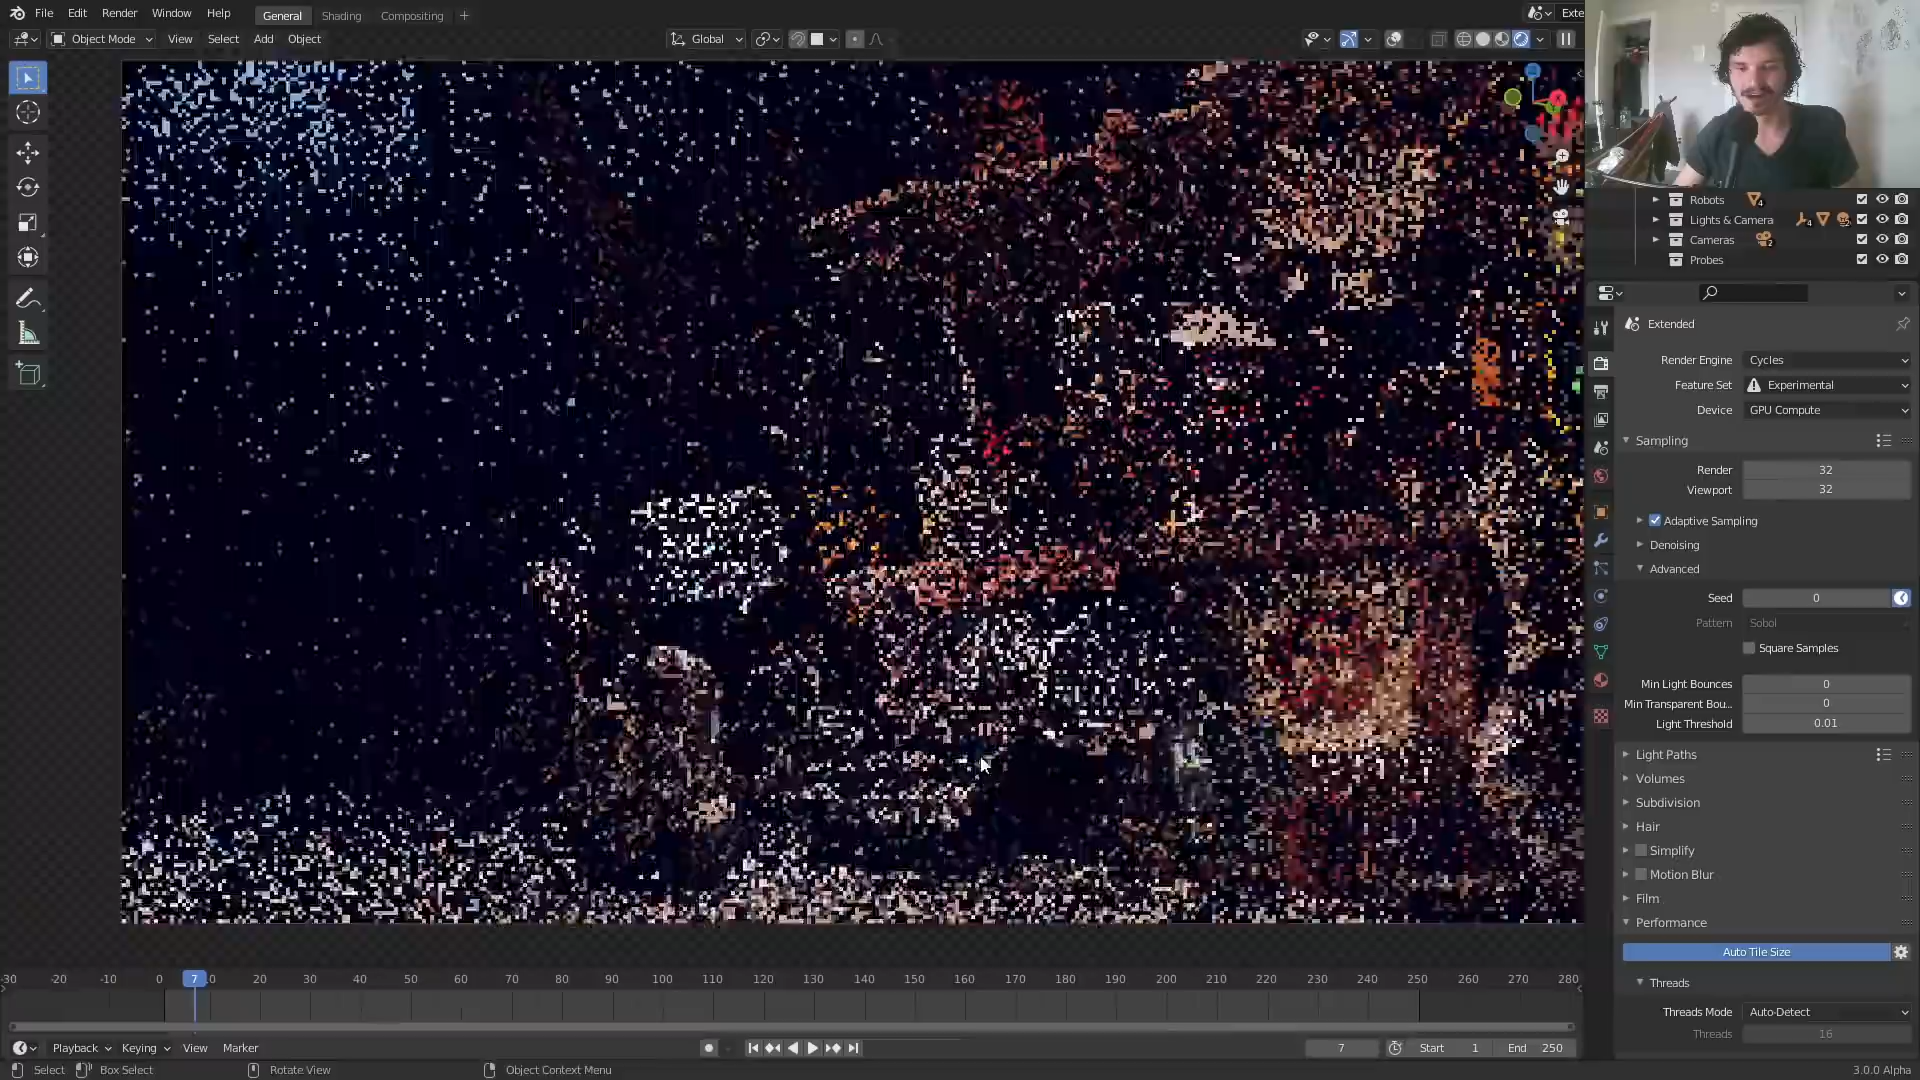 File Edit Render Window Help General Shading Compositing + Exte
Object Mode View Select Add Object Global
Robots 4
Lights & Camera 4
Cameras 2
Probes
Extended
Render Engine Cycles
Feature Set Experimental
Device GPU Compute
Sampling
Render 32
Viewport 32
Adaptive Sampling
Denoising
Advanced
Seed 0
Pattern Sobol
Square Samples
Min Light Bounces 0
Min Transparent Bou... 0
Light Threshold 0.01
Light Paths
Volumes
Subdivision
Hair
Simplify
Motion Blur
Film
Performance
Auto Tile Size
Threads
Threads Mode Auto-Detect
Threads 16
-30 -20 -10 0 7 10 20 30 40 50 60 70 80 90 100 110 120 130 140 150 160 170 180 190 200 210 220 230 240 250 260 270 280
Playback Keying View Marker 7 Start 1 End 250
Select Box Select Rotate View Object Context Menu 3.0.0 Alpha